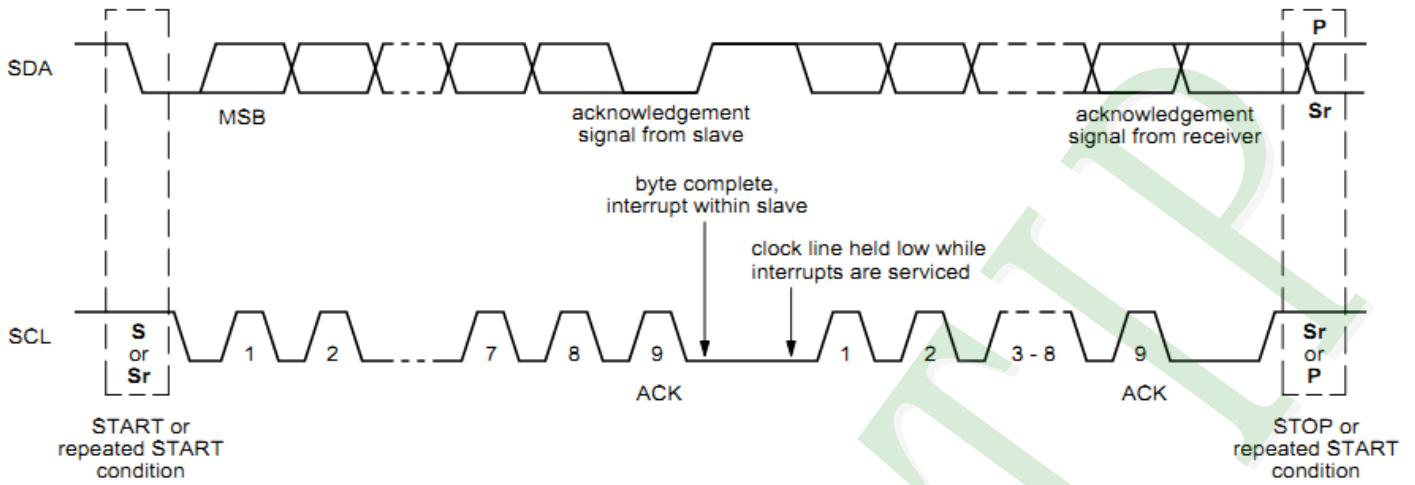 P
SDA
MSB
acknowledgement
signal from slave
acknowledgement
signal from receiver
Sr
byte complete,
interrupt within slave
clock line held low while
interrupts are serviced
SCL
S
or
Sr
1
2
7
8
9
1
2
3 - 8
9
Sr
or
P
ACK
ACK
START or
repeated START
condition
STOP or
repeated START
condition